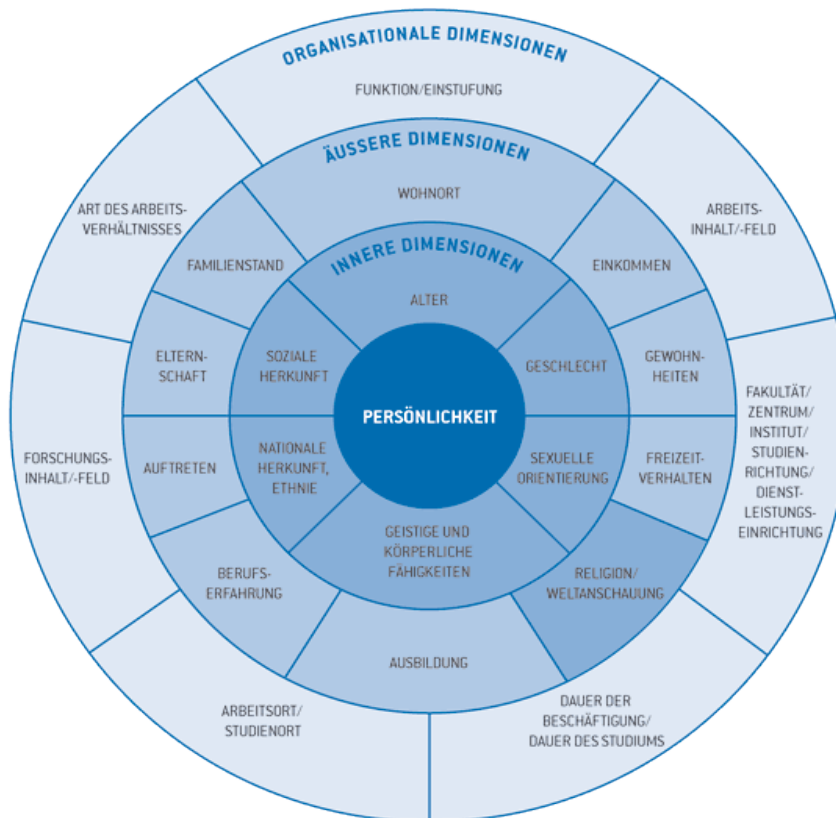 ORGANISATIONALE DIMENSIONEN
FUNKTION/EINSTUFUNG
ÄUSSERE DIMENSIONEN
WOHNORT
INNERE DIMENSIONEN
ALTER
ART DES ARBEITS-
VERHÄLTNISSES
ARBEITS-
INHALT/-FELD
FAMILIENSTAND
EINKOMMEN
ELTERN-
SCHAFT
SOZIALE
HERKUNFT
GESCHLECHT
GEWOHN-
HEITEN
PERSÖNLICHKEIT
FAKULTÄT/
ZENTRUM/
INSTITUT/
STUDIEN-
RICHTUNG/
DIENST-
LEISTUNGS-
EINRICHTUNG
FORSCHUNGS-
INHALT/-FELD
AUFTRETEN
NATIONALE
HERKUNFT,
ETHNIE
SEXUELLE
ORIENTIERUNG
FREIZEIT-
VERHALTEN
GEISTIGE UND
KÖRPERLICHE
FÄHIGKEITEN
BERUFS-
ERFAHRUNG
RELIGION/
WELTANSCHAUUNG
AUSBILDUNG
ARBEITSORT/
STUDIENORT
DAUER DER
BESCHÄFTIGUNG/
DAUER DES STUDIUMS